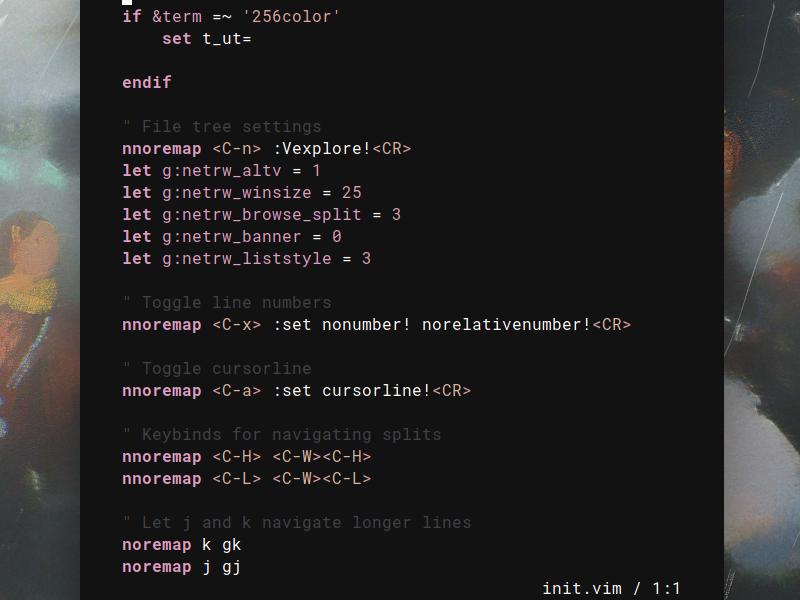 if &term =~ '256color'
    set t_ut=
endif
" File tree settings
nnoremap <C-n> :Vexplore!<CR>
let g:netrw_altv = 1
let g:netrw_winsize = 25
let g:netrw_browse_split = 3
let g:netrw_banner = 0
let g:netrw_liststyle = 3
" Toggle line numbers
nnoremap <C-x> :set nonumber! norelativenumber!<CR>
" Toggle cursorline
nnoremap <C-a> :set cursorline!<CR>
" Keybinds for navigating splits
nnoremap <C-H> <C-W><C-H>
nnoremap <C-L> <C-W><C-L>
" Let j and k navigate longer lines
noremap k gk
noremap j gj
init.vim / 1:1